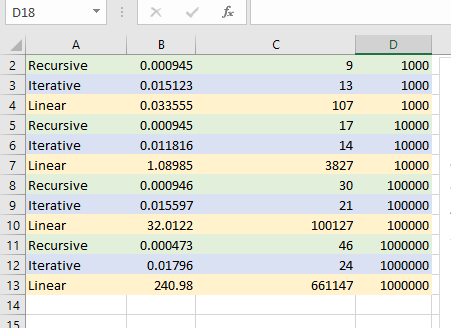 D18 fx
A B C D
2 Recursive 0.000945 9 1000
3 Iterative 0.015123 13 1000
4 Linear 0.033555 107 1000
5 Recursive 0.000945 17 10000
6 Iterative 0.011816 14 10000
7 Linear 1.08985 3827 10000
8 Recursive 0.000946 30 100000
9 Iterative 0.015597 21 100000
10 Linear 32.0122 100127 100000
11 Recursive 0.000473 46 1000000
12 Iterative 0.01796 24 1000000
13 Linear 240.98 661147 1000000
14
15